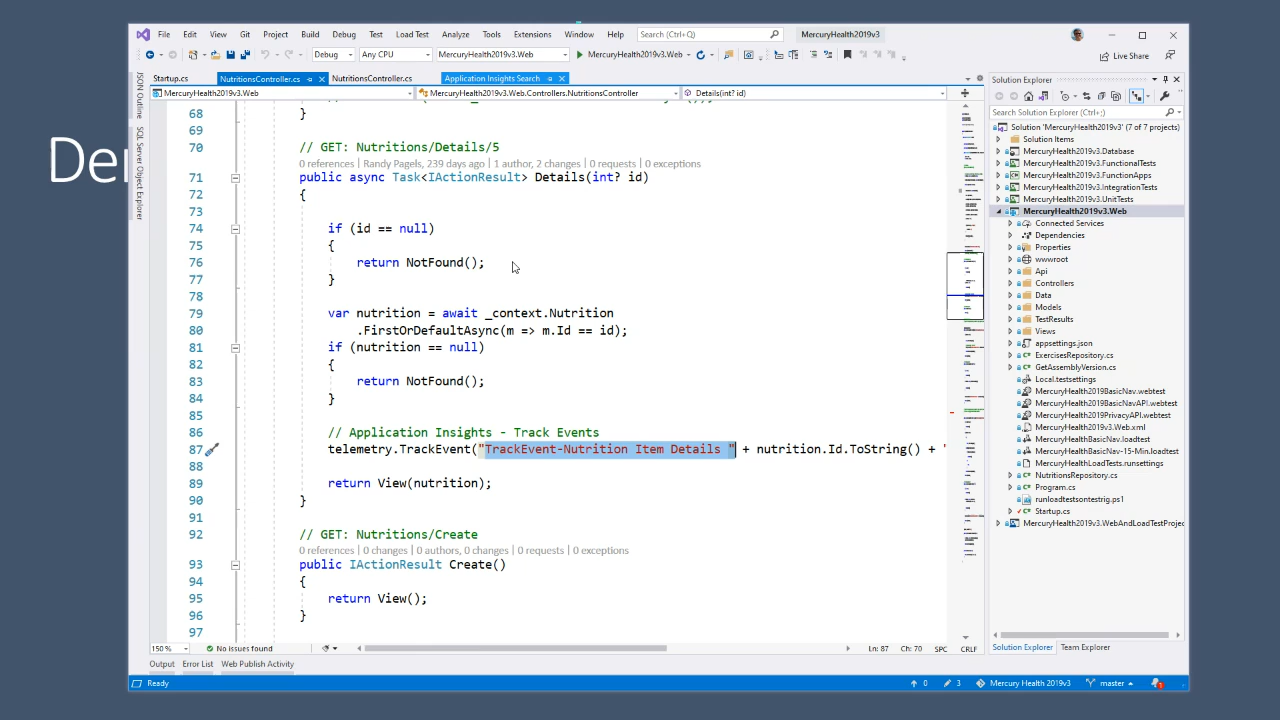 File Edit View Git Project Build Debug Test Load Test Analyze Tools Extensions Window Help Search (Ctrl+;) MercuryHealth2019v3
Debug Any CPU MercuryHealth2019v3.Web MercuryHealth2019v3.Web Live Share
JSON Outline
SQL Server Object Explorer
Startup.cs NutritionsController.cs NutritionsController.cs Application Insights Search
MercuryHealth2019v3.Web MercuryHealth2019v3.Web.Controllers.NutritionsController Details(int? id)
68 }
69
70 // GET: Nutritions/Details/5
0 references | Randy Pagels, 239 days ago | 1 author, 2 changes | 0 requests | 0 exceptions
71 public async Task<IActionResult> Details(int? id)
72 {
73
74 if (id == null)
75 {
76 return NotFound();
77 }
78
79 var nutrition = await _context.Nutrition
80 .FirstOrDefaultAsync(m => m.Id == id);
81 if (nutrition == null)
82 {
83 return NotFound();
84 }
85
86 // Application Insights - Track Events
87 telemetry.TrackEvent("TrackEvent-Nutrition Item Details " + nutrition.Id.ToString() + "
88
89 return View(nutrition);
90 }
91
92 // GET: Nutritions/Create
0 references | 0 changes | 0 authors, 0 changes | 0 requests | 0 exceptions
93 public IActionResult Create()
94 {
95 return View();
96 }
97
150 % No issues found Ln: 87 Ch: 70 SPC CRLF
Output Error List Web Publish Activity
Ready 0 3 Mercury Health 2019v3 master 1
Solution Explorer
Search Solution Explorer (Ctrl+;)
Solution 'MercuryHealth2019v3' (7 of 7 projects)
Solution Items
MercuryHealth2019v3.Database
MercuryHealth2019v3.FunctionalTests
MercuryHealth2019v3.FunctionApps
MercuryHealth2019v3.IntegrationTests
MercuryHealth2019v3.UnitTests
MercuryHealth2019v3.Web
Connected Services
Dependencies
Properties
wwwroot
Api
Controllers
Data
Models
TestResults
Views
appsettings.json
ExercisesRepository.cs
GetAssemblyVersion.cs
Local.testsettings
MercuryHealth2019BasicNav.webtest
MercuryHealth2019BasicNavAPI.webtest
MercuryHealth2019PrivacyAPI.webtest
MercuryHealth2019v3.Web.xml
MercuryHealthBasicNav.loadtest
MercuryHealthBasicNav-15-Min.loadtest
MercuryHealthLoadTests.runsettings
NutritionsRepository.cs
Program.cs
runloadtestsontestrig.ps1
Startup.cs
MercuryHealth2019v3.WebAndLoadTestProjec
Solution Explorer Team Explorer
De